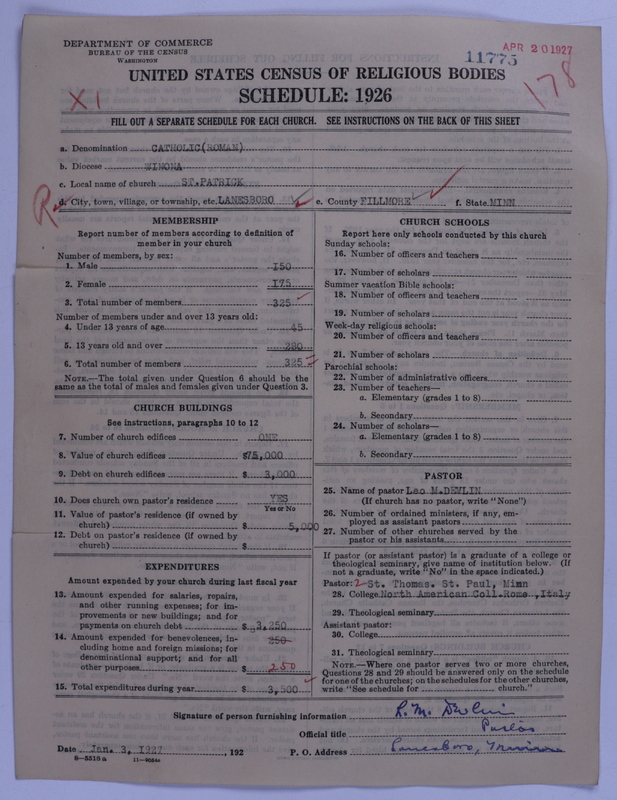 DEPARTMENT OF COMMERCE
BUREAU OF THE CENSUS
WASHINGTON
11775
APR 20 1927
178
UNITED STATES CENSUS OF RELIGIOUS BODIES
XI
SCHEDULE: 1926
FILL OUT A SEPARATE SCHEDULE FOR EACH CHURCH. SEE INSTRUCTIONS ON THE BACK OF THIS SHEET
a. Denomination CATHOLIC(ROMAN)
b. Diocese WINONA
c. Local name of church ST.PATRICK
d. City, town, village, or township, etc. LANESBORO e. County FILLMORE f. State MINN
MEMBERSHIP
Report number of members according to definition of member in your church
Number of members, by sex:
1. Male 150
2. Female 175
3. Total number of members 325
Number of members under and over 13 years old:
4. Under 13 years of age 45
5. 13 years old and over 280
6. Total number of members 325
NOTE.—The total given under Question 6 should be the
same as the total of males and females given under Question 3.
CHURCH BUILDINGS
See instructions, paragraphs 10 to 12
7. Number of church edifices ONE
8. Value of church edifices $75,000
9. Debt on church edifices $ 3,000
10. Does church own pastor's residence YES
Yes or No
11. Value of pastor's residence (if owned by
church) $ 5,000
12. Debt on pastor's residence (if owned by
church) $
EXPENDITURES
Amount expended by your church during last fiscal year
13. Amount expended for salaries, repairs,
and other running expenses; for im-
provements or new buildings; and for
payments on church debt $ 3,250
14. Amount expended for benevolences, in- 250
cluding home and foreign missions; for
denominational support; and for all
other purposes $ 250
15. Total expenditures during year $ 3,500
CHURCH SCHOOLS
Report here only schools conducted by this church
Sunday schools:
16. Number of officers and teachers
17. Number of scholars
Summer vacation Bible schools:
18. Number of officers and teachers
19. Number of scholars
Week-day religious schools:
20. Number of officers and teachers
21. Number of scholars
Parochial schools:
22. Number of administrative officers
23. Number of teachers—
a. Elementary (grades 1 to 8)
b. Secondary
24. Number of scholars—
a. Elementary (grades 1 to 8)
b. Secondary
PASTOR
25. Name of pastor Leo M.DEVLIN
(If church has no pastor, write "None")
26. Number of ordained ministers, if any, em-
ployed as assistant pastors
27. Number of other churches served by the
pastor or his assistants
If pastor (or assistant pastor) is a graduate of a college or
theological seminary, give name of institution below. (If
not a graduate, write "No" in the space indicated.)
Pastor: 2 St. Thomas. St. Paul, Minn
28. College North American Coll.Rome ,Italy
29. Theological seminary
Assistant pastor:
30. College
31. Theological seminary
NOTE.—Where one pastor serves two or more churches,
Questions 28 and 29 should be answered only on the schedule
for one of the churches; on the schedules for the other churches,
write "See schedule for church."
Signature of person furnishing information L. M. Devlin
Official title Pastor
Date Jan. 3, 1927, 192 P. O. Address Lanesboro, Minn
8—5518a 11—9084a